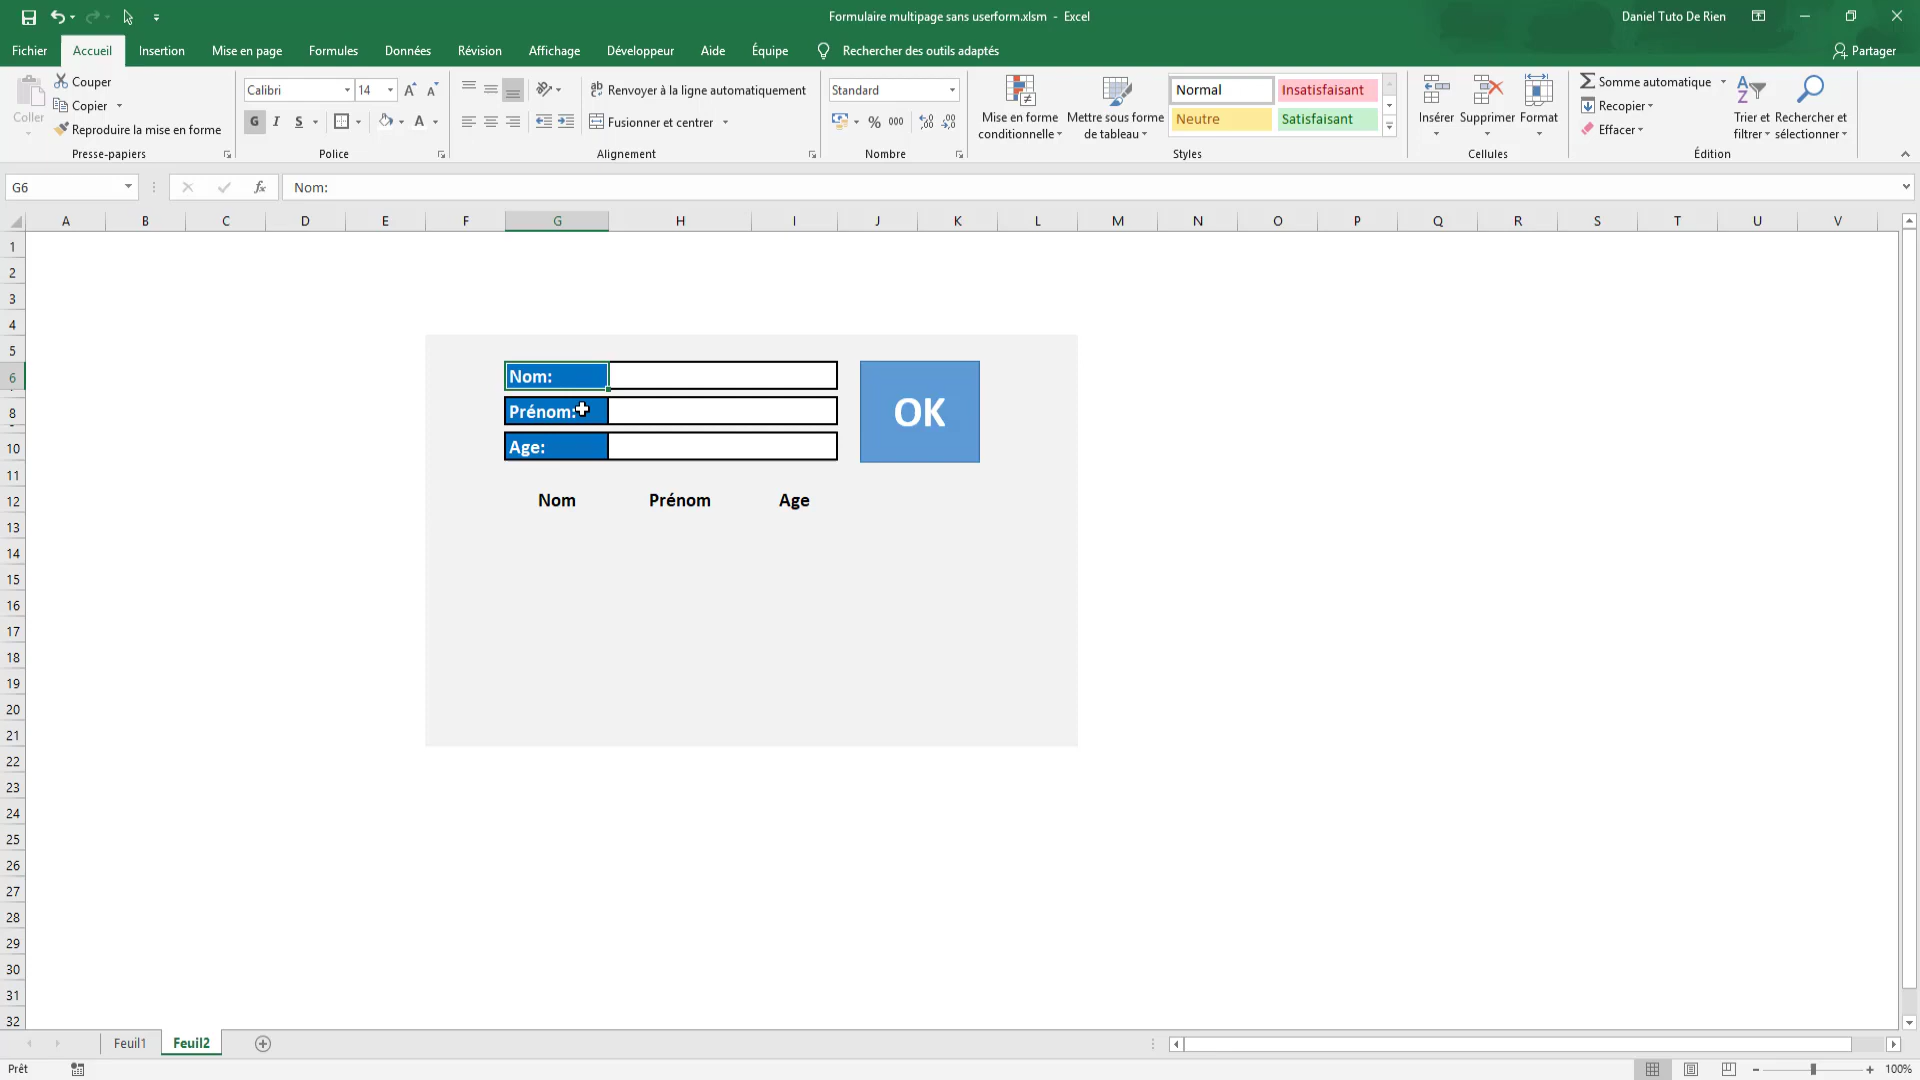 Formulaire multipage sans userform.xlsm - Excel
Daniel Tuto De Rien
Fichier Accueil Insertion Mise en page Formules Données Révision Affichage Développeur Aide Équipe Rechercher des outils adaptés Partager
Coller
Couper
Copier
Reproduire la mise en forme
Presse-papiers
Calibri 14
G I S
Police
Renvoyer à la ligne automatiquement
Fusionner et centrer
Alignement
Standard
% 000
Nombre
Mise en forme conditionnelle
Mettre sous forme de tableau
Normal Insatisfaisant
Neutre Satisfaisant
Styles
Insérer Supprimer Format
Cellules
Somme automatique
Recopier
Effacer
Trier et filtrer
Rechercher et sélectionner
Édition
G6 fx Nom:
A B C D E F G H I J K L M N O P Q R S T U V
1
2
3
4
5
6 Nom:
8 Prénom: OK
10 Age:
11
12 Nom Prénom Age
13
14
15
16
17
18
19
20
21
22
23
24
25
26
27
28
29
30
31
32
Feuil1 Feuil2
Prêt 100%